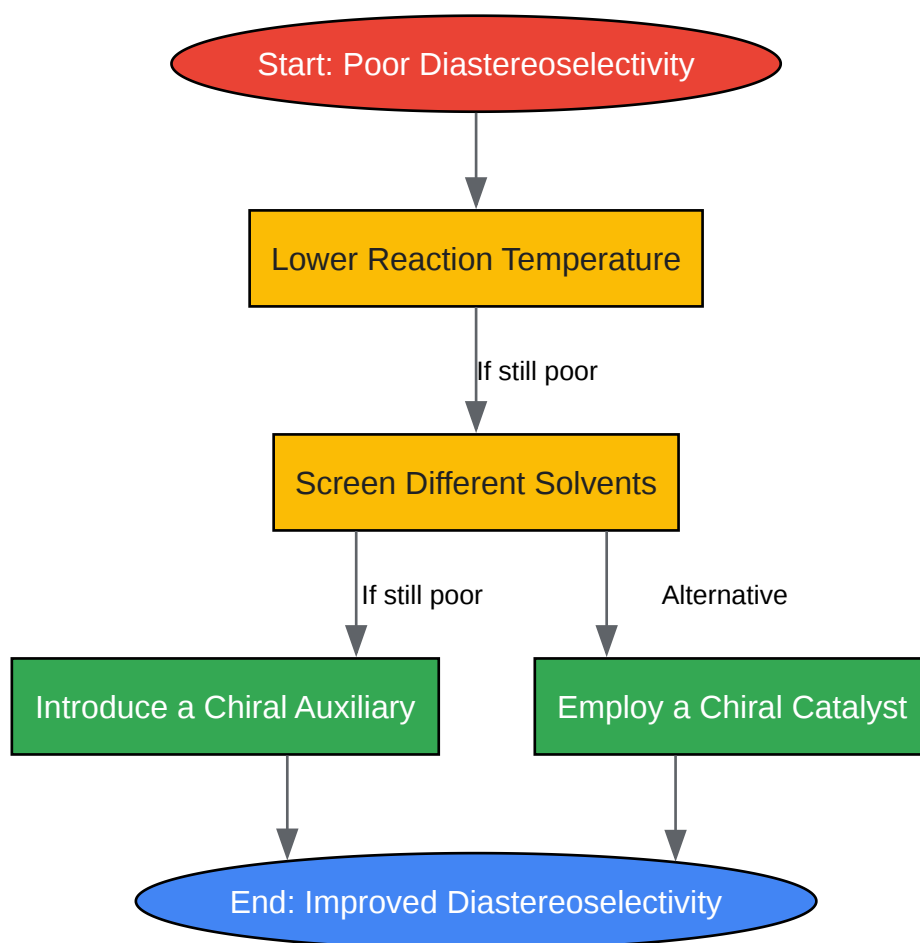 Start: Poor Diastereoselectivity
Lower Reaction Temperature
If still poor
Screen Different Solvents
If still poor
Alternative
Introduce a Chiral Auxiliary
Employ a Chiral Catalyst
End: Improved Diastereoselectivity